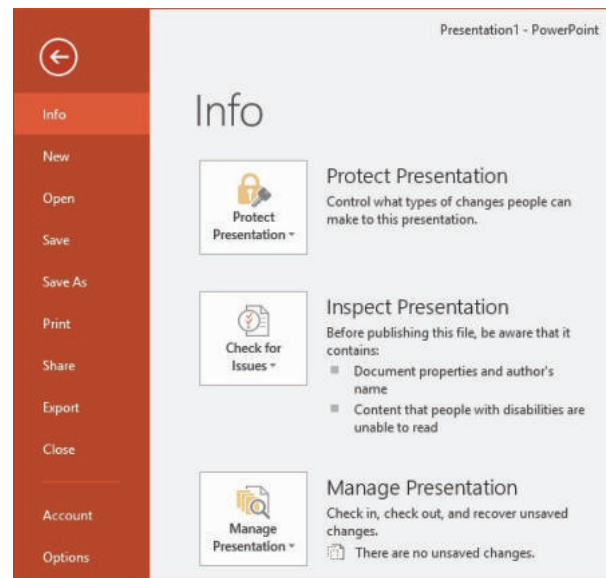 Presentation1 - PowerPoint
Info
New
Open
Save
Save As
Print
Share
Export
Close
Account
Options
Info
Protect
Presentation
Protect Presentation
Control what types of changes people can
make to this presentation.
Check for
Issues
Inspect Presentation
Before publishing this file, be aware that it
contains:
Document properties and author's
name
Content that people with disabilities are
unable to read
Manage
Presentation
Manage Presentation
Check in, check out, and recover unsaved
changes.
There are no unsaved changes.